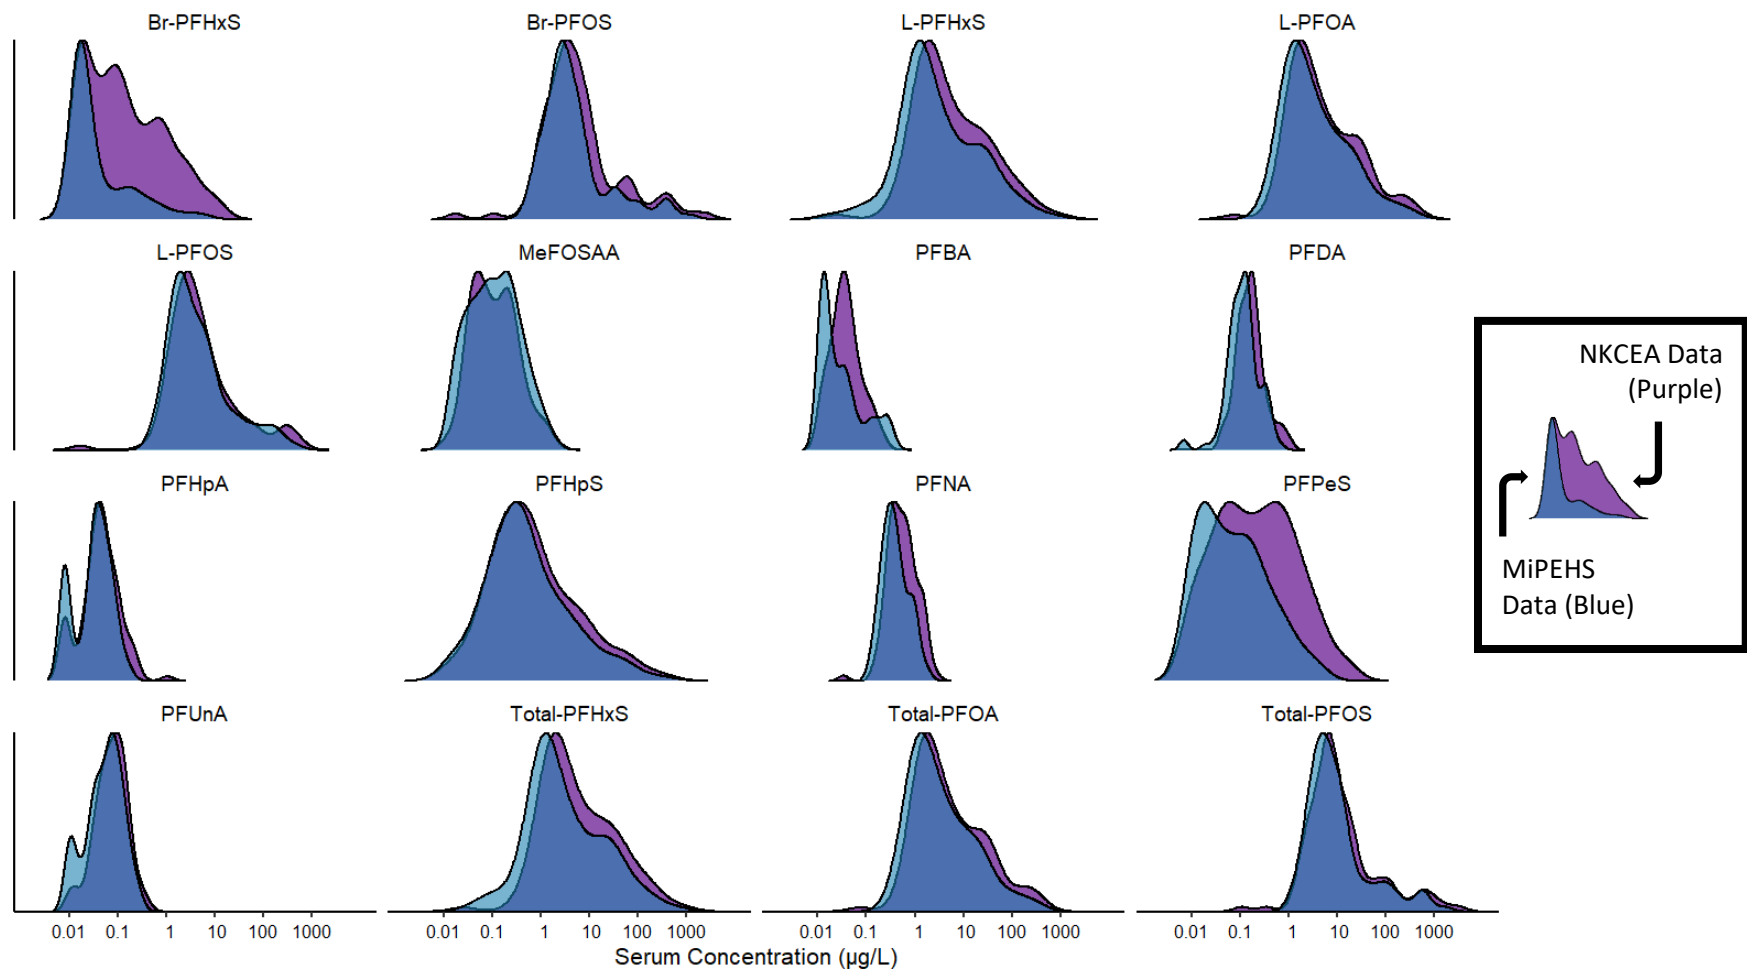 Br-PFHxS
Br-PFOS
L-PFHxS
L-PFOA
L-PFOS
MeFOSAA
PFBA
PFDA
PFHpA
PFHpS
PFNA
PFPeS
PFUnA
Total-PFHxS
Total-PFOA
Total-PFOS
0.01 0.1 1 10 100 1000
0.01 0.1 1 10 100 1000
0.01 0.1 1 10 100 1000
0.01 0.1 1 10 100 1000
Serum Concentration (µg/L)
NKCEA Data
(Purple)
MiPEHS
Data (Blue)